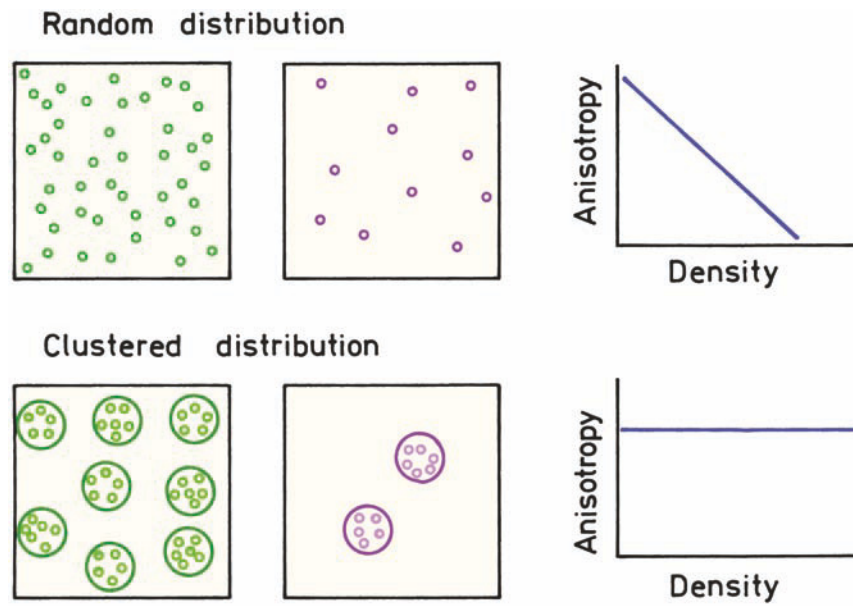 Random distribution
Anisotropy
Density
Clustered distribution
Anisotropy
Density